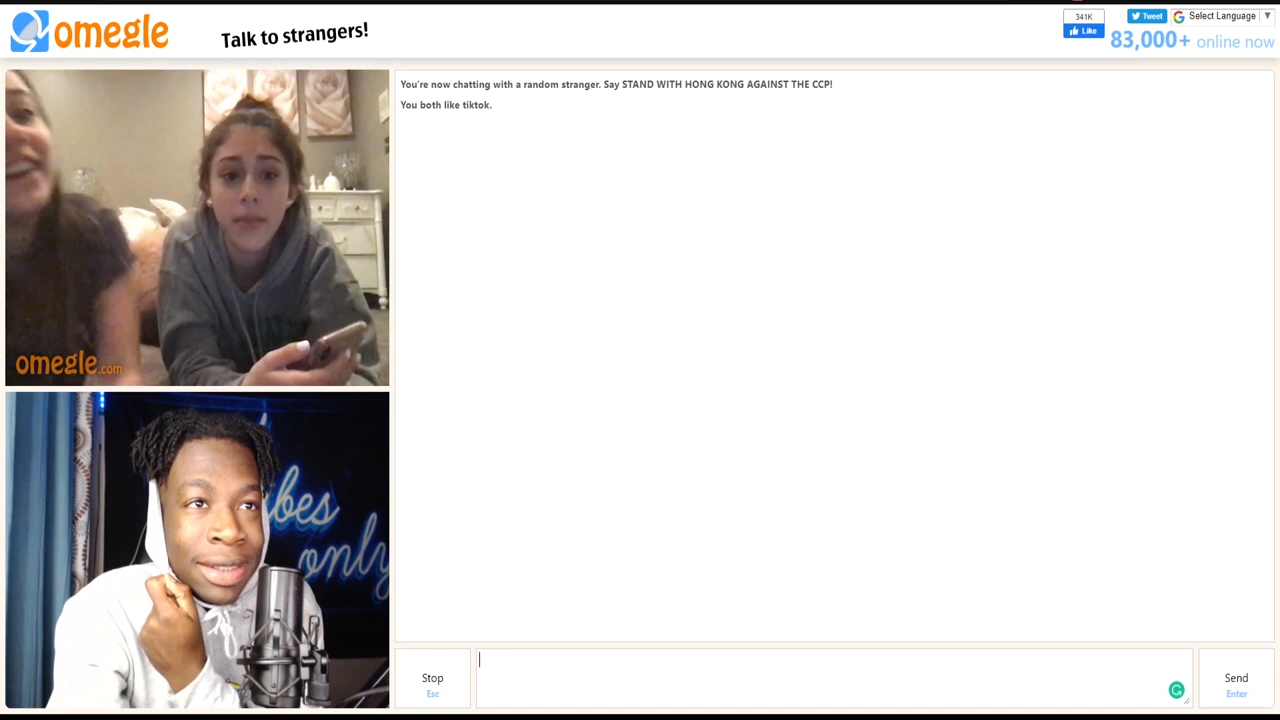 omegle
Talk to strangers!
341K
Like
Tweet
Select Language
83,000+ online now
You're now chatting with a random stranger. Say STAND WITH HONG KONG AGAINST THE CCP!
You both like tiktok.
omegle.com
bes
only
Stop
Esc
Send
Enter